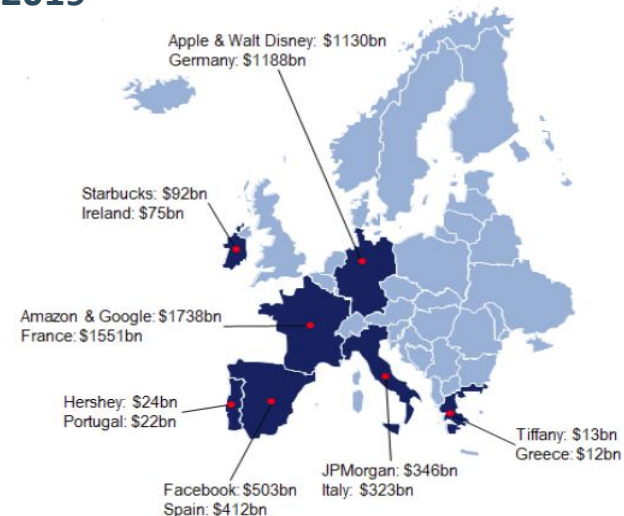 2019
Apple & Walt Disney: $1130bn
Germany: $1188bn
Starbucks: $92bn
Ireland: $75bn
Amazon & Google: $1738bn
France: $1551bn
Hershey: $24bn
Portugal: $22bn
Tiffany: $13bn
Greece: $12bn
JPMorgan: $346bn
Italy: $323bn
Facebook: $503bn
Spain: $412bn